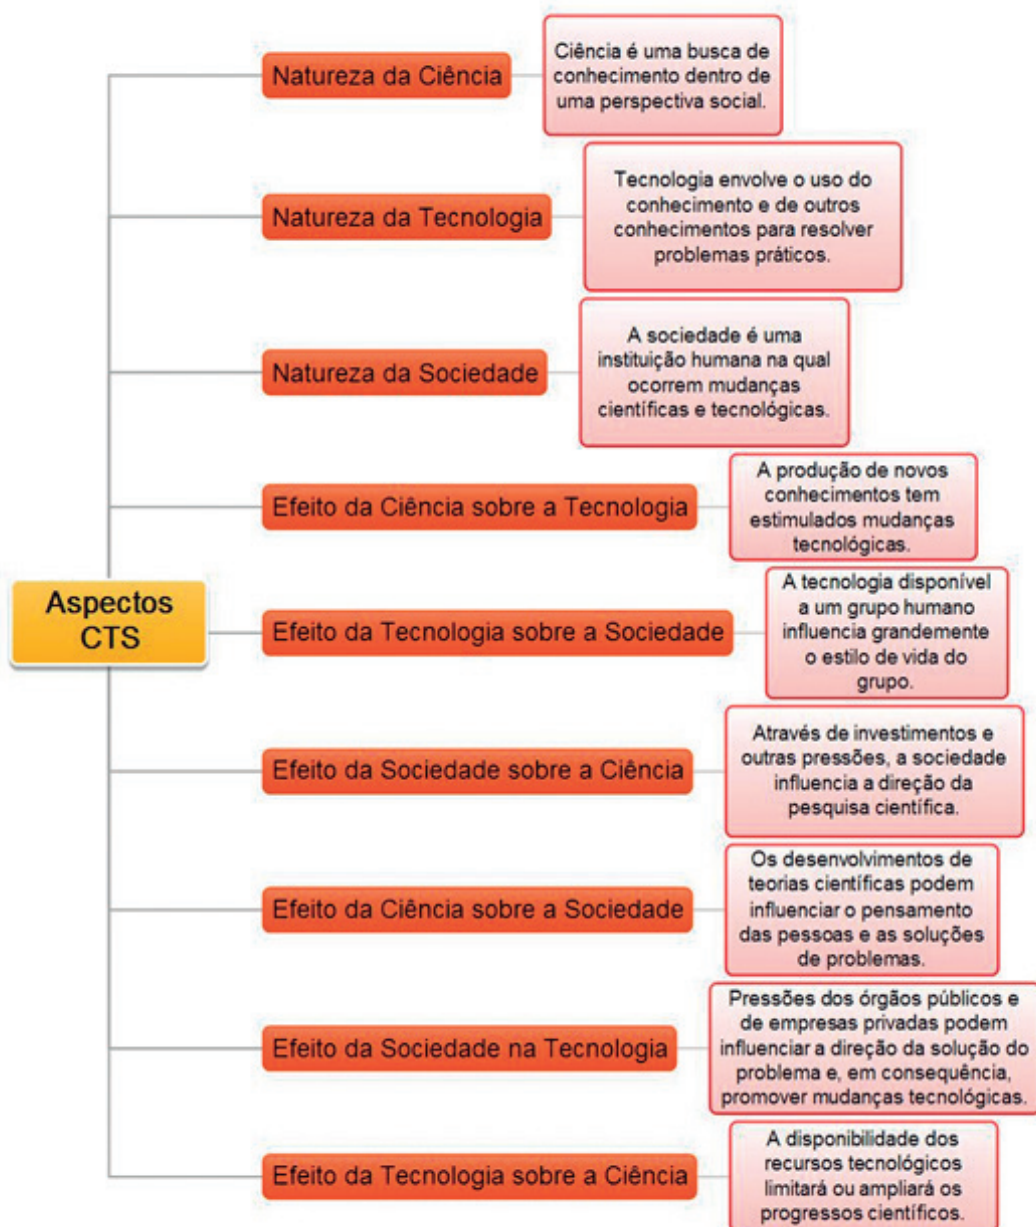 Natureza da Ciência
Ciência é uma busca de
conhecimento dentro de
uma perspectiva social.
Natureza da Tecnologia
Tecnologia envolve o uso do
conhecimento e de outros
conhecimentos para resolver
problemas práticos.
Natureza da Sociedade
A sociedade é uma
instituição humana na qual
ocorrem mudanças
científicas e tecnológicas.
Efeito da Ciência sobre a Tecnologia
A produção de novos
conhecimentos tem
estimulados mudanças
tecnológicas.
Aspectos
CTS
Efeito da Tecnologia sobre a Sociedade
A tecnologia disponível
a um grupo humano
influencia grandemente
o estilo de vida do
grupo.
Efeito da Sociedade sobre a Ciência
Através de investimentos e
outras pressões, a sociedade
influencia a direção da
pesquisa científica.
Efeito da Ciência sobre a Sociedade
Os desenvolvimentos de
teorias científicas podem
influenciar o pensamento
das pessoas e as soluções
de problemas.
Efeito da Sociedade na Tecnologia
Pressões dos órgãos públicos e
de empresas privadas podem
influenciar a direção da solução do
problema e, em consequência,
promover mudanças tecnológicas.
Efeito da Tecnologia sobre a Ciência
A disponibilidade dos
recursos tecnológicos
limitará ou ampliará os
progressos científicos.